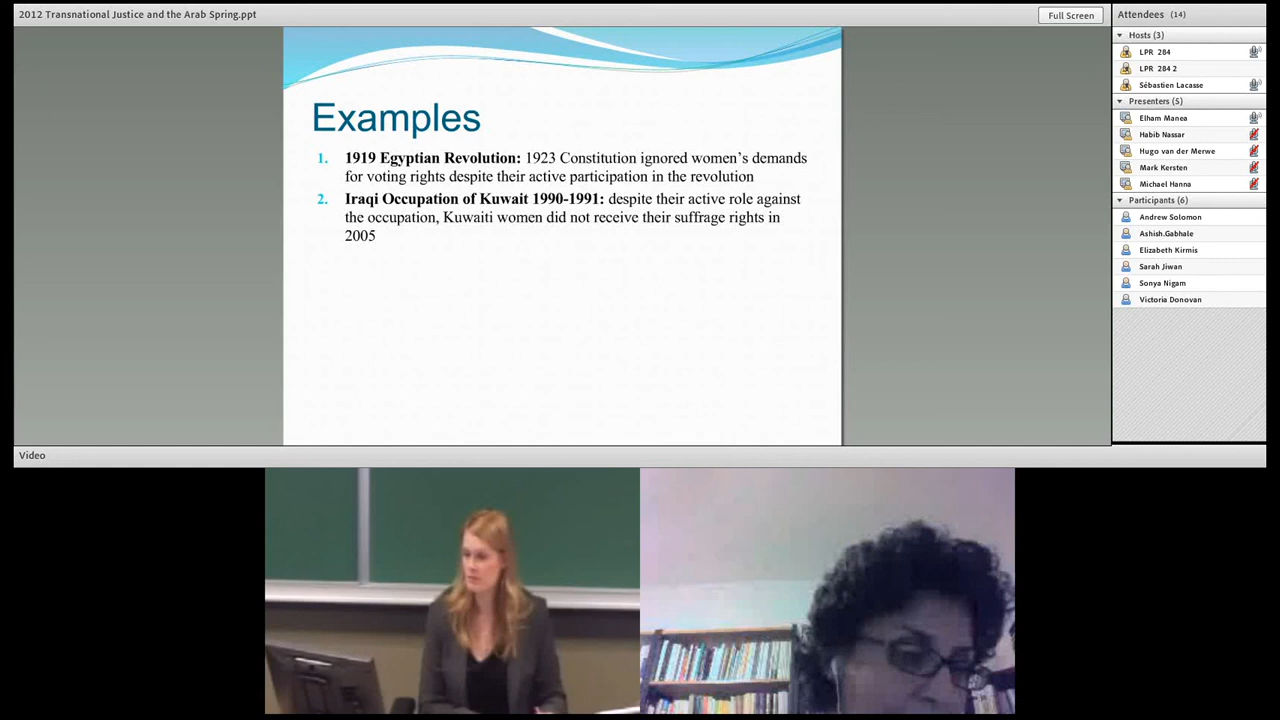 2012 Transnational Justice and the Arab Spring.ppt
Full Screen
Examples
1. 1919 Egyptian Revolution: 1923 Constitution ignored women's demands
for voting rights despite their active participation in the revolution
2. Iraqi Occupation of Kuwait 1990-1991: despite their active role against
the occupation, Kuwaiti women did not receive their suffrage rights in
2005
Attendees (14)
Hosts (3)
LPR 284
LPR 284 2
Sébastien Lacasse
Presenters (5)
Elham Manea
Habib Nassar
Hugo van der Merwe
Mark Kersten
Michael Hanna
Participants (6)
Andrew Solomon
Ashish.Gabhale
Elizabeth Kirmis
Sarah Jiwan
Sonya Nigam
Victoria Donovan
Video